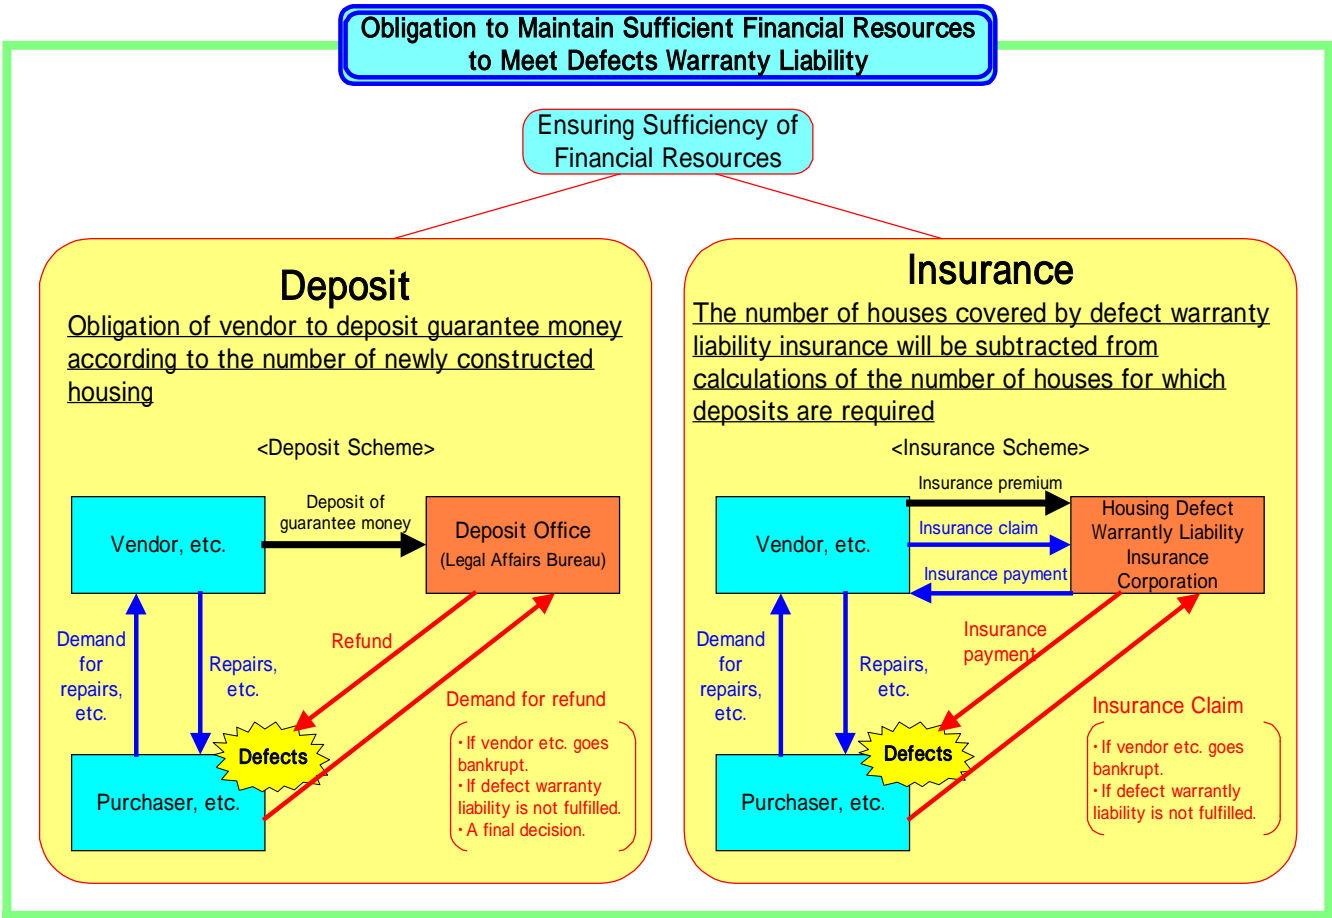 Obligation to Maintain Sufficient Financial Resources
to Meet Defects Warranty Liability
Ensuring Sufficiency of
Financial Resources
Deposit
Obligation of vendor to deposit guarantee money
according to the number of newly constructed
housing
<Deposit Scheme>
Vendor, etc.
Deposit of
guarantee money
Deposit Office
(Legal Affairs Bureau)
Demand
for
repairs,
etc.
Repairs,
etc.
Refund
Demand for refund
・If vendor etc. goes
bankrupt.
・If defect warranty
liability is not fulfilled.
・A final decision.
Defects
Purchaser, etc.
Insurance
The number of houses covered by defect warranty
liability insurance will be subtracted from
calculations of the number of houses for which
deposits are required
<Insurance Scheme>
Vendor, etc.
Insurance premium
Insurance claim
Insurance payment
Housing Defect
Warrantly Liability
Insurance
Corporation
Demand
for
repairs,
etc.
Repairs,
etc.
Insurance
payment
Insurance Claim
・If vendor etc. goes
bankrupt.
・If defect warrantly
liability is not fulfilled.
Defects
Purchaser, etc.